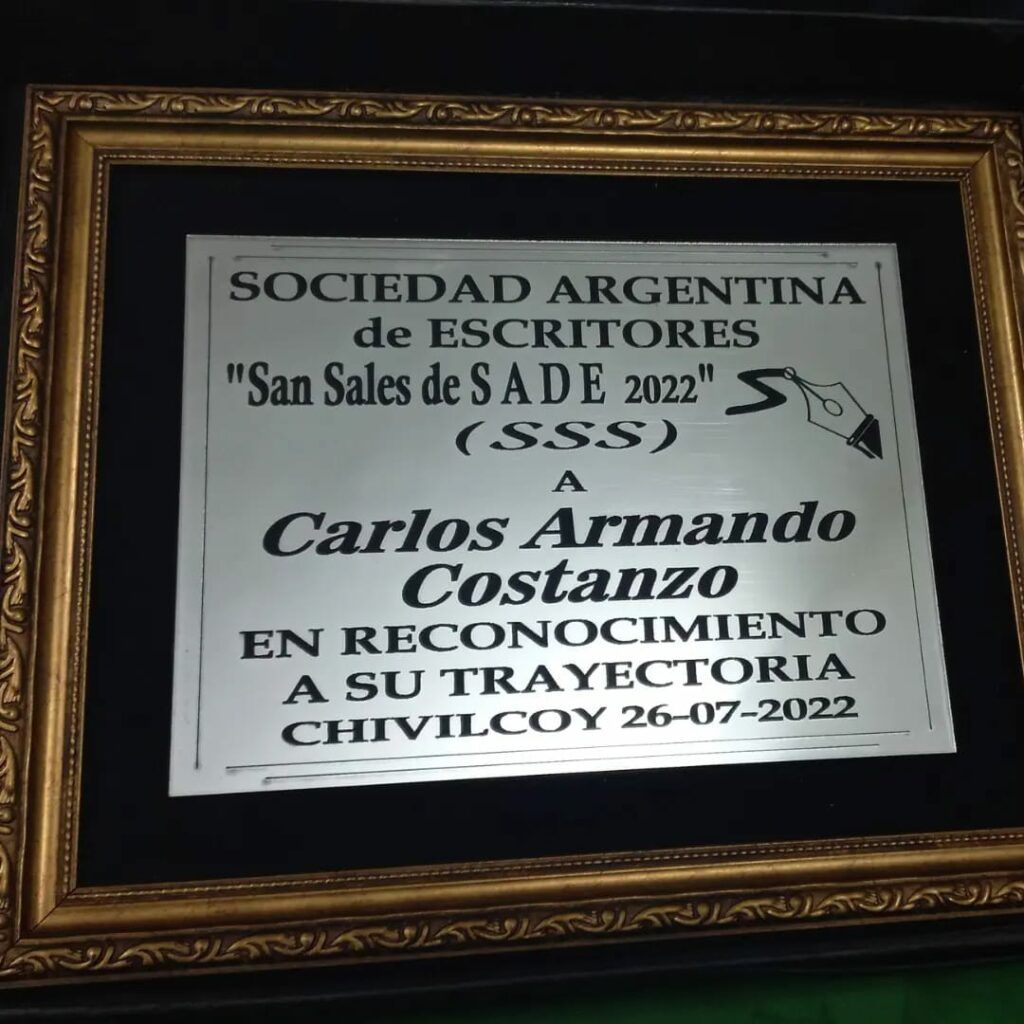 SOCIEDAD ARGENTINA
de ESCRITORES
"San Sales de S A D E 2022"
(SSS)
A
Carlos Armando
Costanzo
EN RECONOCIMIENTO
A SU TRAYECTORIA
CHIVILCOY 26-07-2022